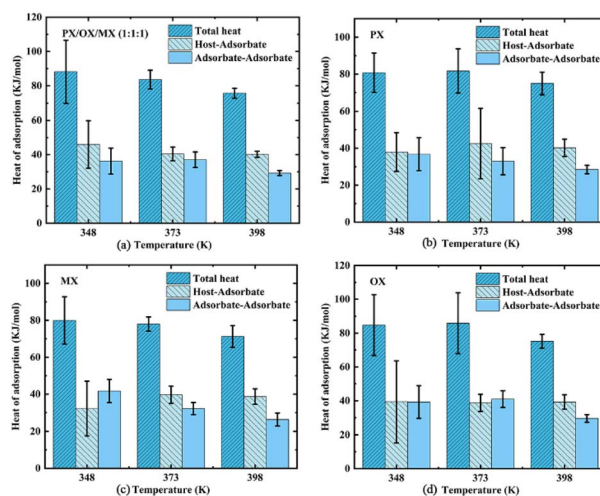 PX/OX/MX (1:1:1)
Total heat
Host-Adsorbate
Adsorbate-Adsorbate
Heat of adsorption (KJ/mol)
120
100
80
60
40
20
0
348 373 398
(a) Temperature (K)
PX
Total heat
Host-Adsorbate
Adsorbate-Adsorbate
Heat of adsorption (KJ/mol)
120
100
80
60
40
20
0
348 373 398
(b) Temperature (K)
MX
Total heat
Host-Adsorbate
Adsorbate-Adsorbate
Heat of adsorption (KJ/mol)
100
80
60
40
20
0
348 373 398
(c) Temperature (K)
OX
Total heat
Host-Adsorbate
Adsorbate-Adsorbate
Heat of adsorption (KJ/mol)
120
100
80
60
40
20
0
348 373 398
(d) Temperature (K)